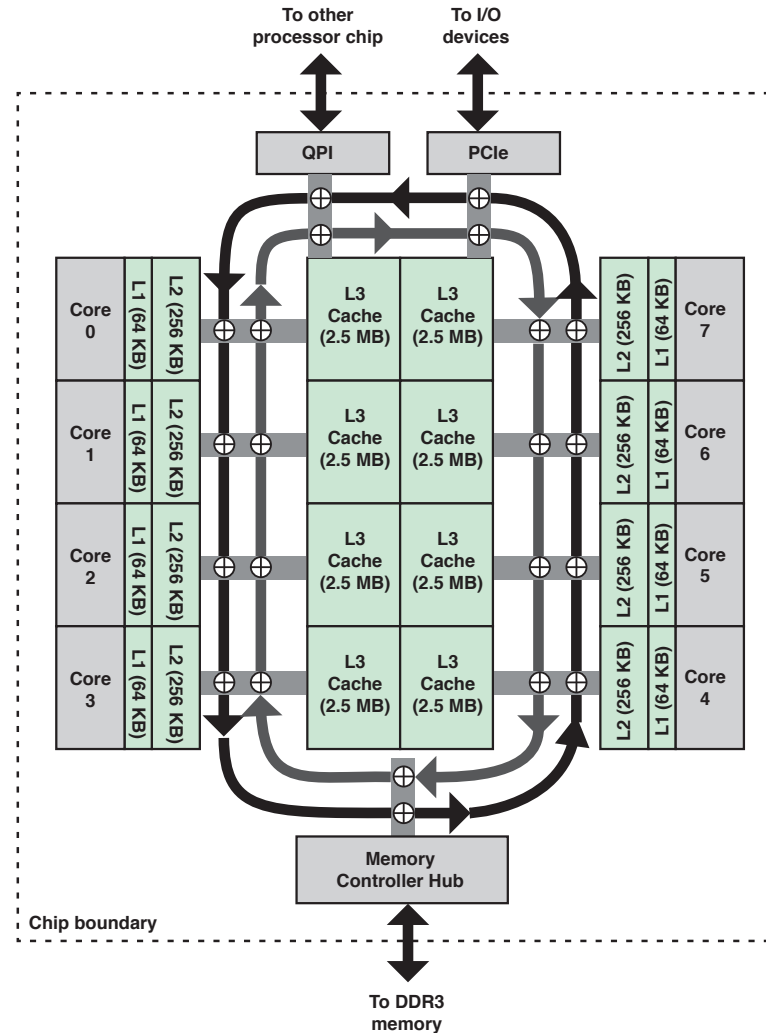 To other
processor chip
To I/O
devices
QPI
PCIe
Core
0
L1 (64 KB)
L2 (256 KB)
L3
Cache
(2.5 MB)
L3
Cache
(2.5 MB)
L2 (256 KB)
L1 (64 KB)
Core
7
Core
1
L1 (64 KB)
L2 (256 KB)
L3
Cache
(2.5 MB)
L3
Cache
(2.5 MB)
L2 (256 KB)
L1 (64 KB)
Core
6
Core
2
L1 (64 KB)
L2 (256 KB)
L3
Cache
(2.5 MB)
L3
Cache
(2.5 MB)
L2 (256 KB)
L1 (64 KB)
Core
5
Core
3
L1 (64 KB)
L2 (256 KB)
L3
Cache
(2.5 MB)
L3
Cache
(2.5 MB)
L2 (256 KB)
L1 (64 KB)
Core
4
Memory
Controller Hub
Chip boundary
To DDR3
memory